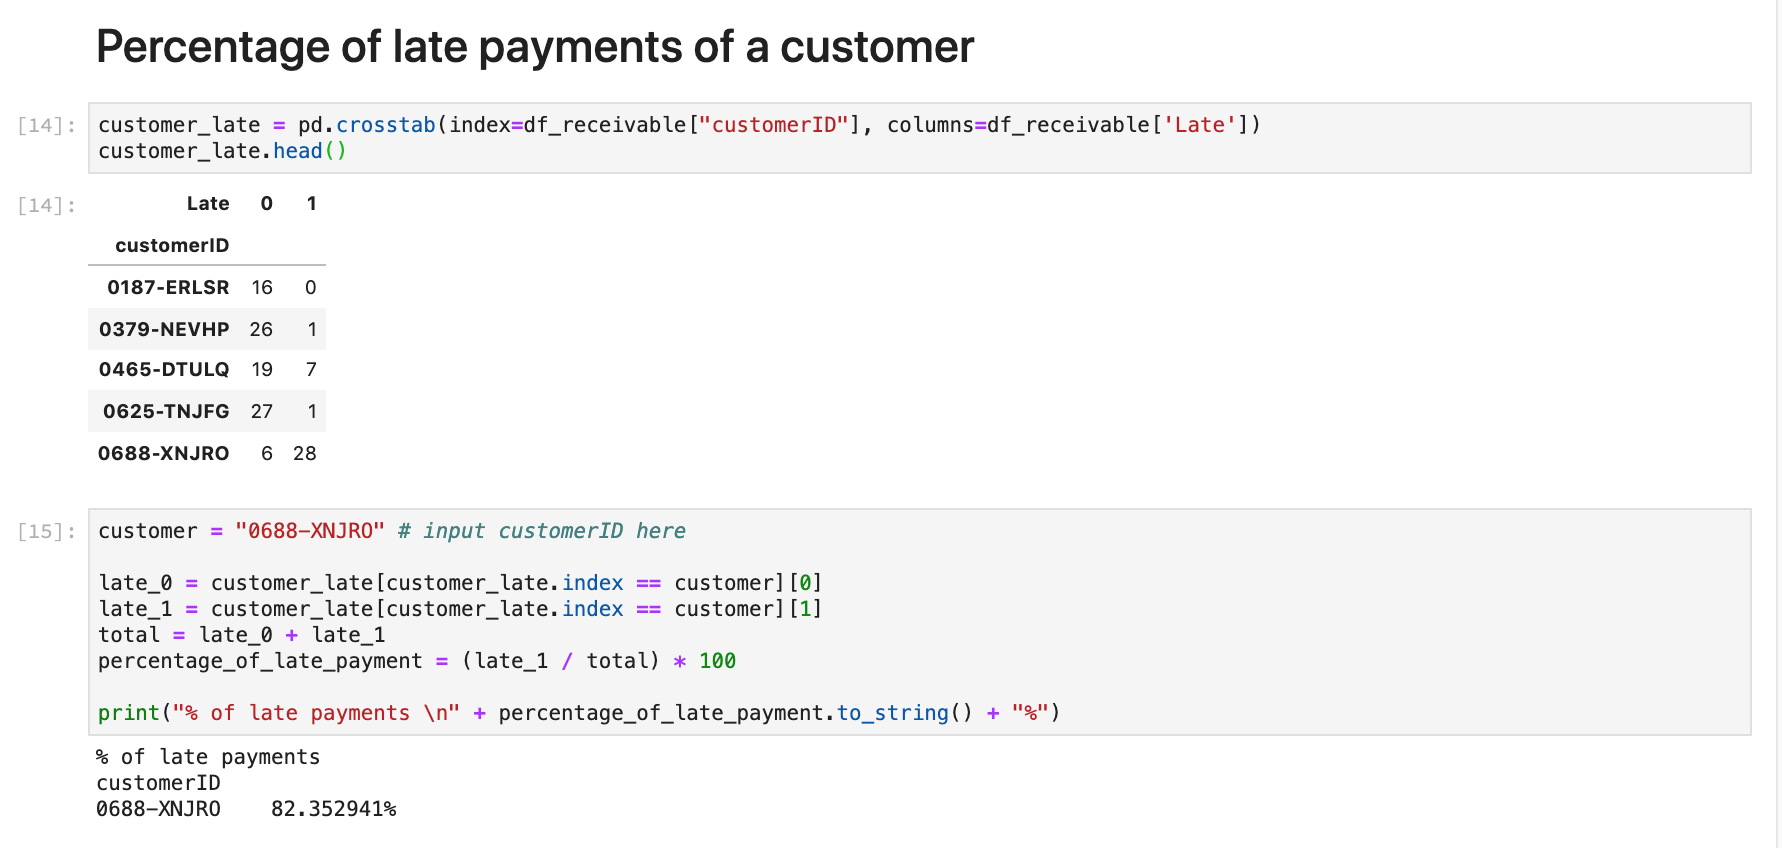 Percentage of late payments of a customer
[14]: customer_late = pd.crosstab(index=df_receivable["customerID"], columns=df_receivable['Late'])
customer_late.head()
[14]: Late 0 1
customerID
0187-ERLSR 16 0
0379-NEVHP 26 1
0465-DTULQ 19 7
0625-TNJFG 27 1
0688-XNJRO 6 28
[15]: customer = "0688-XNJRO" # input customerID here
late_0 = customer_late[customer_late.index == customer][0]
late_1 = customer_late[customer_late.index == customer][1]
total = late_0 + late_1
percentage_of_late_payment = (late_1 / total) * 100
print("% of late payments \n" + percentage_of_late_payment.to_string() + "%")
% of late payments
customerID
0688-XNJRO 82.352941%